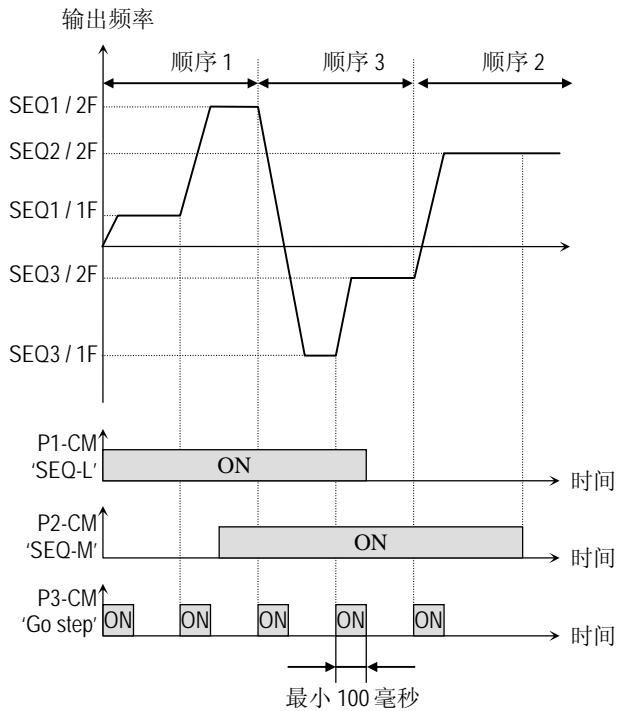 输出频率
顺序 1
顺序 3
顺序 2
SEQ1 / 2F
SEQ2 / 2F
SEQ1 / 1F
SEQ3 / 2F
SEQ3 / 1F
P1-CM
'SEQ-L'
ON
时间
P2-CM
'SEQ-M'
ON
时间
P3-CM
'Go step'
ON ON ON ON ON
时间
最小 100 毫秒